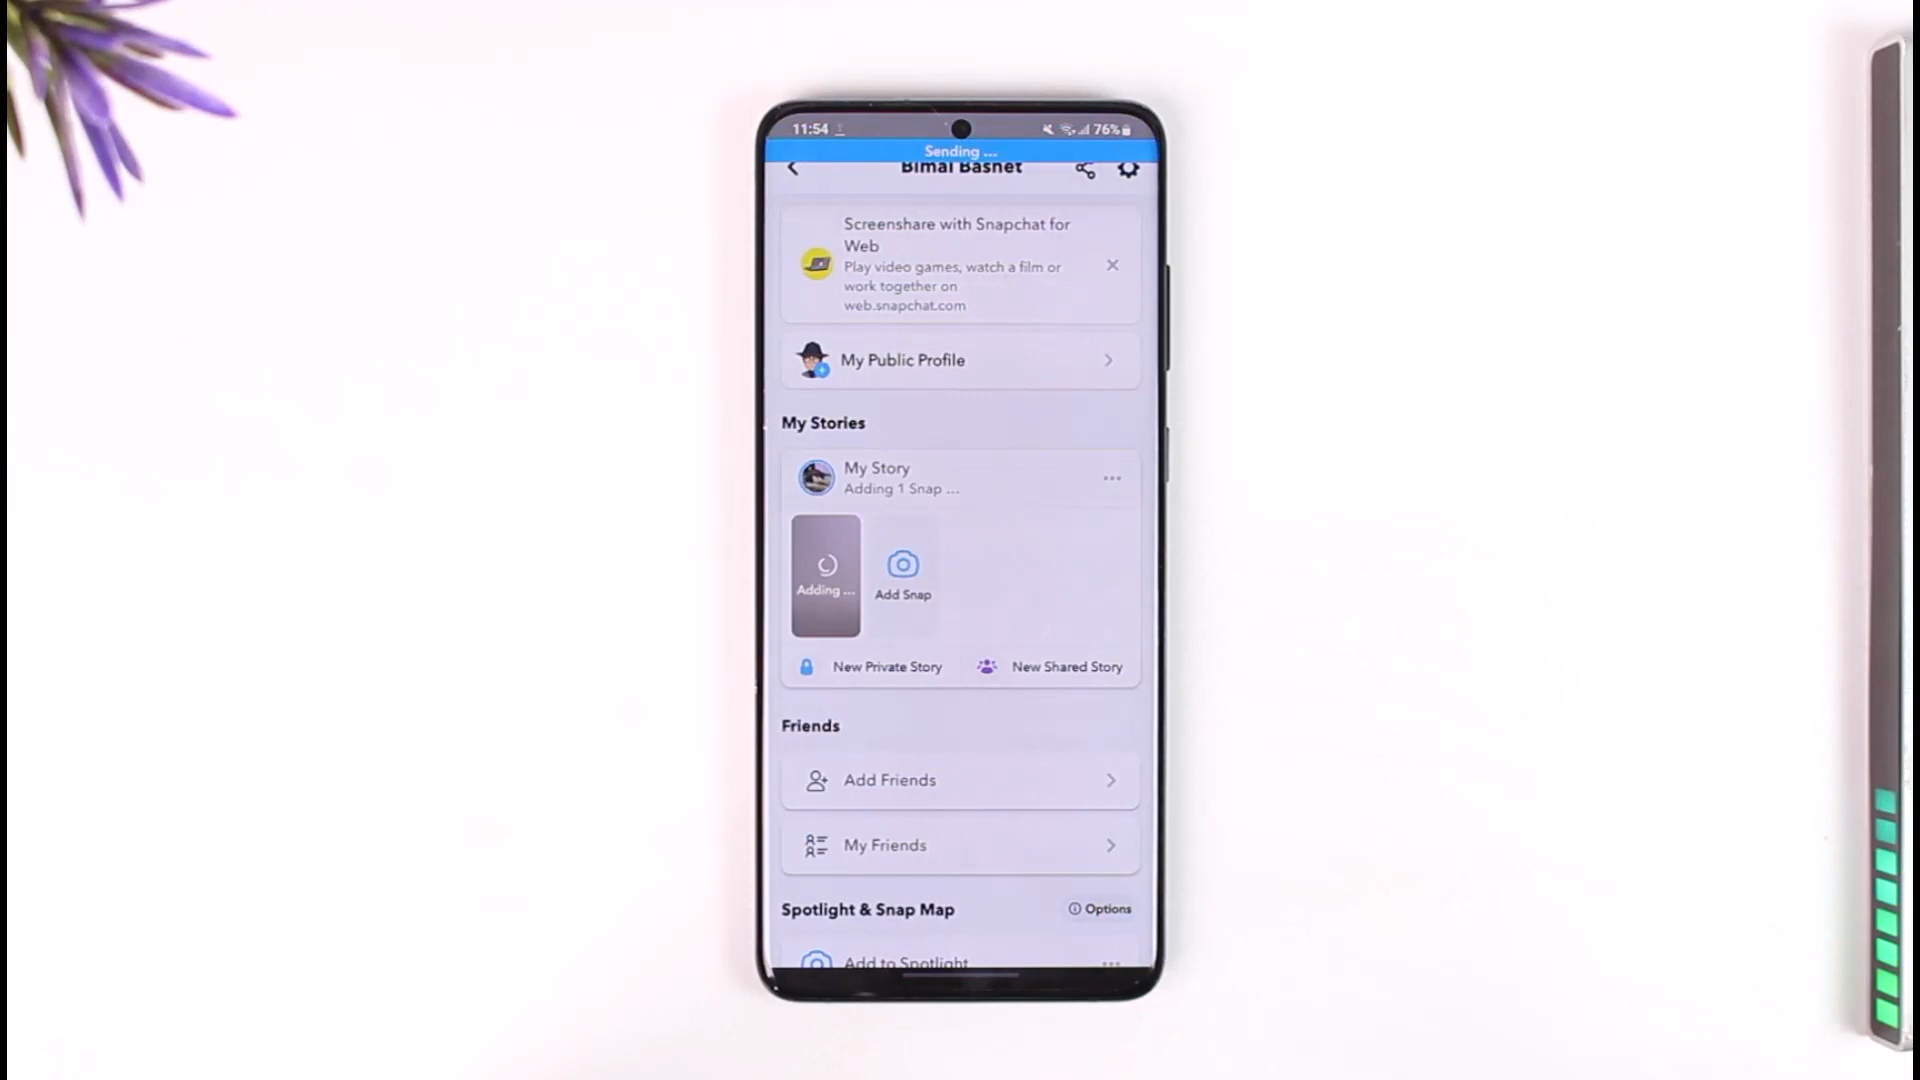 11:54 76%
Sending ...
Bimal Basnet
Screenshare with Snapchat for
Web
Play video games, watch a film or
work together on
web.snapchat.com
My Public Profile
My Stories
My Story
Adding 1 Snap ...
Adding ...
Add Snap
New Private Story New Shared Story
Friends
Add Friends
My Friends
Spotlight & Snap Map Options
Add to Spotlight